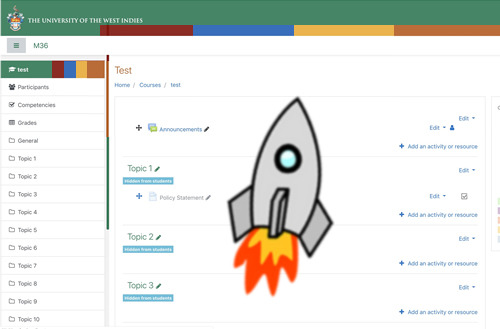 THE UNIVERSITY OF THE WEST INDIES
M36
test
Participants
Competencies
Grades
General
Topic 1
Topic 2
Topic 3
Topic 4
Topic 5
Topic 6
Topic 7
Topic 8
Topic 9
Topic 10
Test
Home / Courses / test
Edit
Announcements
Edit
+ Add an activity or resource
Topic 1
Edit
Hidden from students
Policy Statement
Edit
+ Add an activity or resource
Topic 2
Edit
Hidden from students
+ Add an activity or resource
Topic 3
Edit
Hidden from students
+ Add an activity or resource